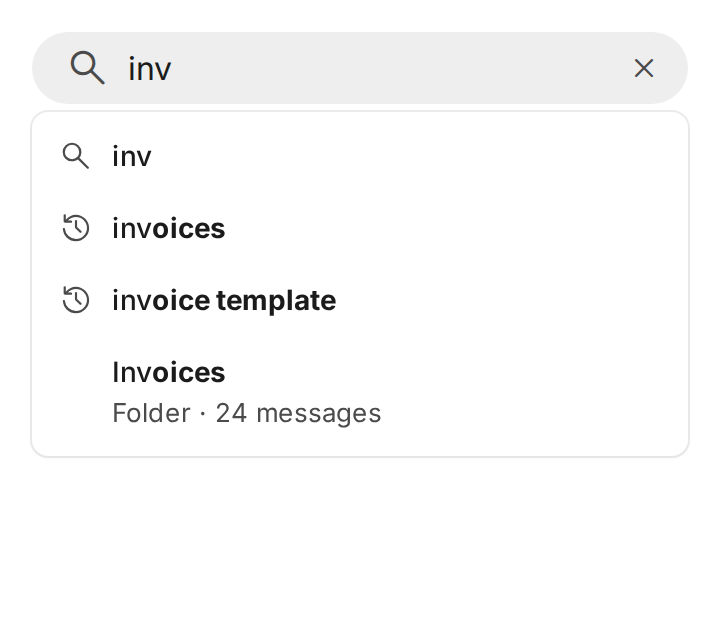 inv
inv
invoices
invoice template
Invoices
Folder · 24 messages